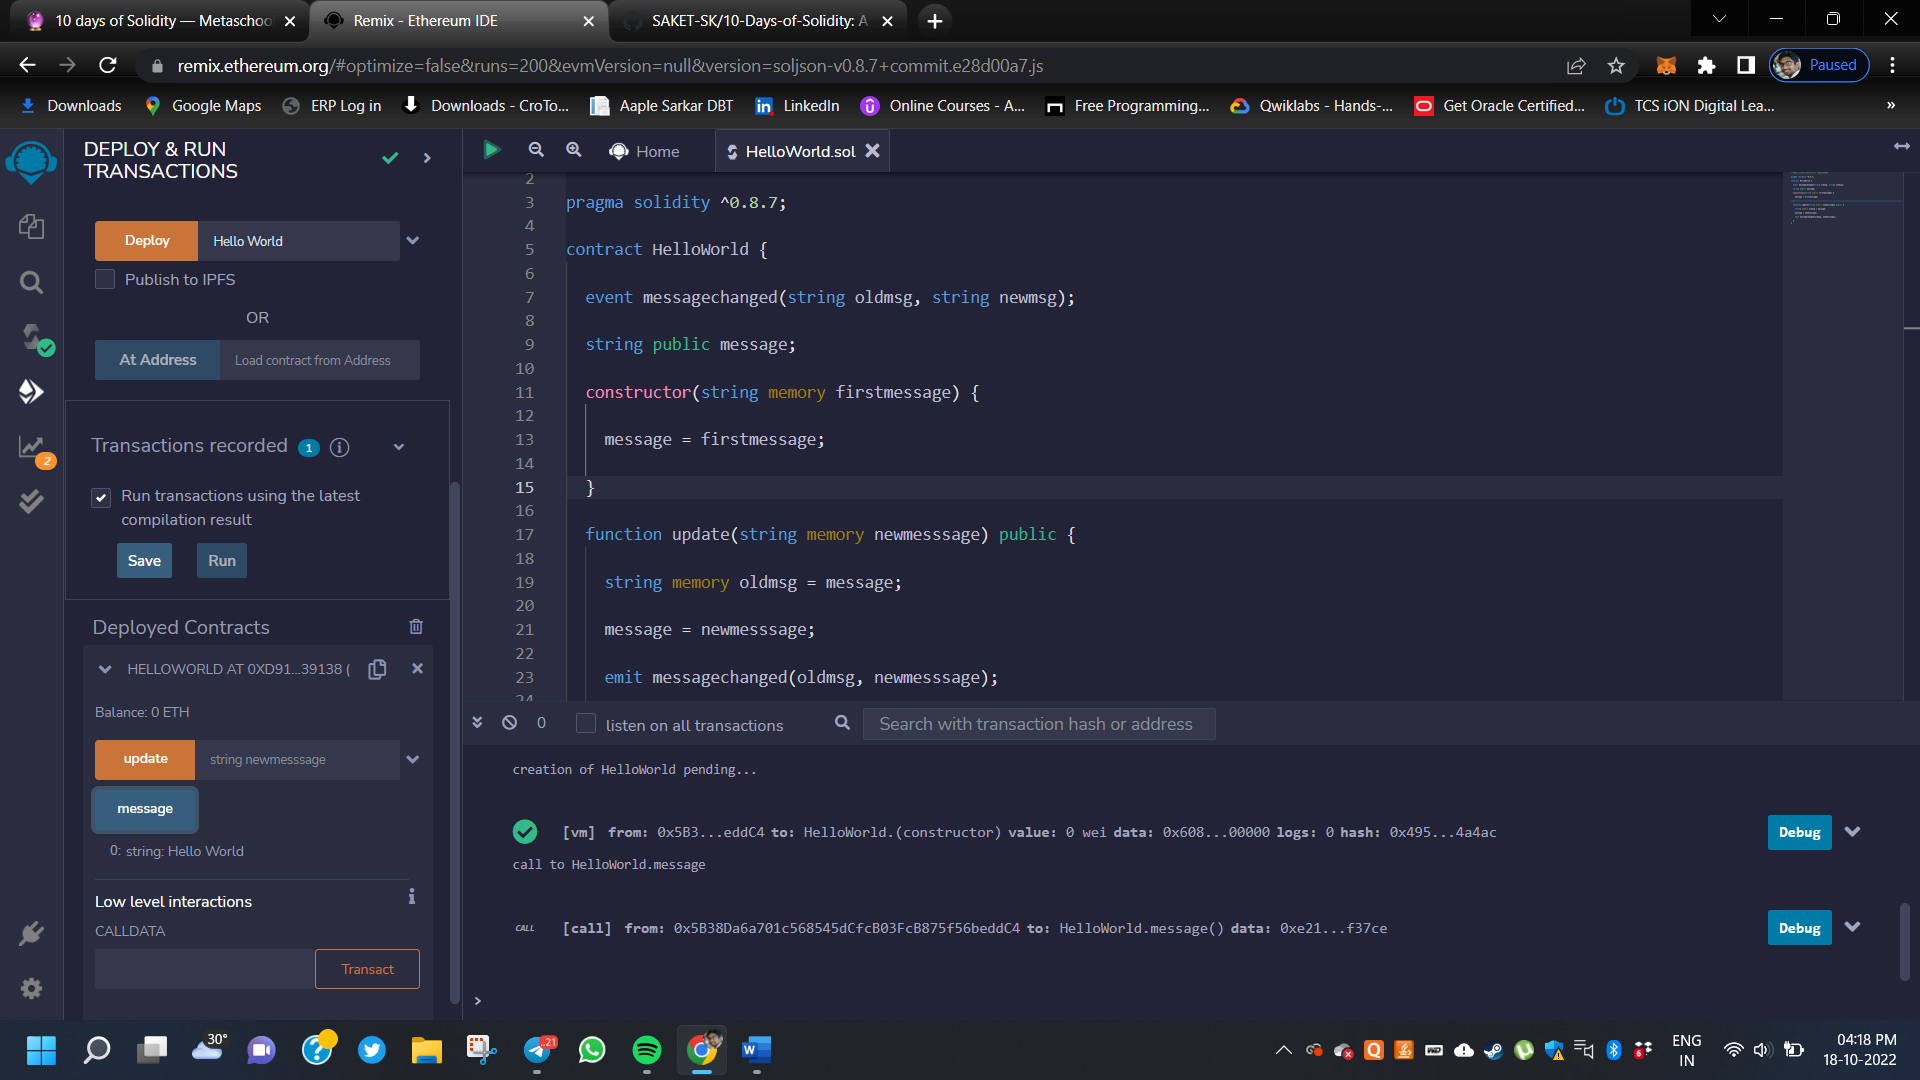 10 days of Solidity — Metaschoo
Remix - Ethereum IDE
SAKET-SK/10-Days-of-Solidity: A
remix.ethereum.org/#optimize=false&runs=200&evmVersion=null&version=soljson-v0.8.7+commit.e28d00a7.js
Paused
Downloads
Google Maps
ERP Log in
Downloads - CroTo...
Aaple Sarkar DBT
LinkedIn
Online Courses - A...
Free Programming...
Qwiklabs - Hands-...
Get Oracle Certified...
TCS iON Digital Lea...
»
DEPLOY & RUN
TRANSACTIONS
Deploy
Hello World
Publish to IPFS
OR
At Address
Load contract from Address
Transactions recorded 1 i
Run transactions using the latest
compilation result
Save
Run
Deployed Contracts
HELLOWORLD AT 0XD91...39138 (
Balance: 0 ETH
update
string newmesssage
message
0: string: Hello World
Low level interactions
i
CALLDATA
Transact
2
Home
HelloWorld.sol
2
3 pragma solidity ^0.8.7;
4
5 contract HelloWorld {
6
7 event messagechanged(string oldmsg, string newmsg);
8
9 string public message;
10
11 constructor(string memory firstmessage) {
12
13 message = firstmessage;
14
15 }
16
17 function update(string memory newmesssage) public {
18
19 string memory oldmsg = message;
20
21 message = newmesssage;
22
23 emit messagechanged(oldmsg, newmesssage);
24
0
listen on all transactions
Search with transaction hash or address
creation of HelloWorld pending...
[vm] from: 0x5B3...eddC4 to: HelloWorld.(constructor) value: 0 wei data: 0x608...00000 logs: 0 hash: 0x495...4a4ac
Debug
call to HelloWorld.message
CALL [call] from: 0x5B38Da6a701c568545dCfcB03FcB875f56beddC4 to: HelloWorld.message() data: 0xe21...f37ce
Debug
>
30°
21
ENG
IN
04:18 PM
18-10-2022